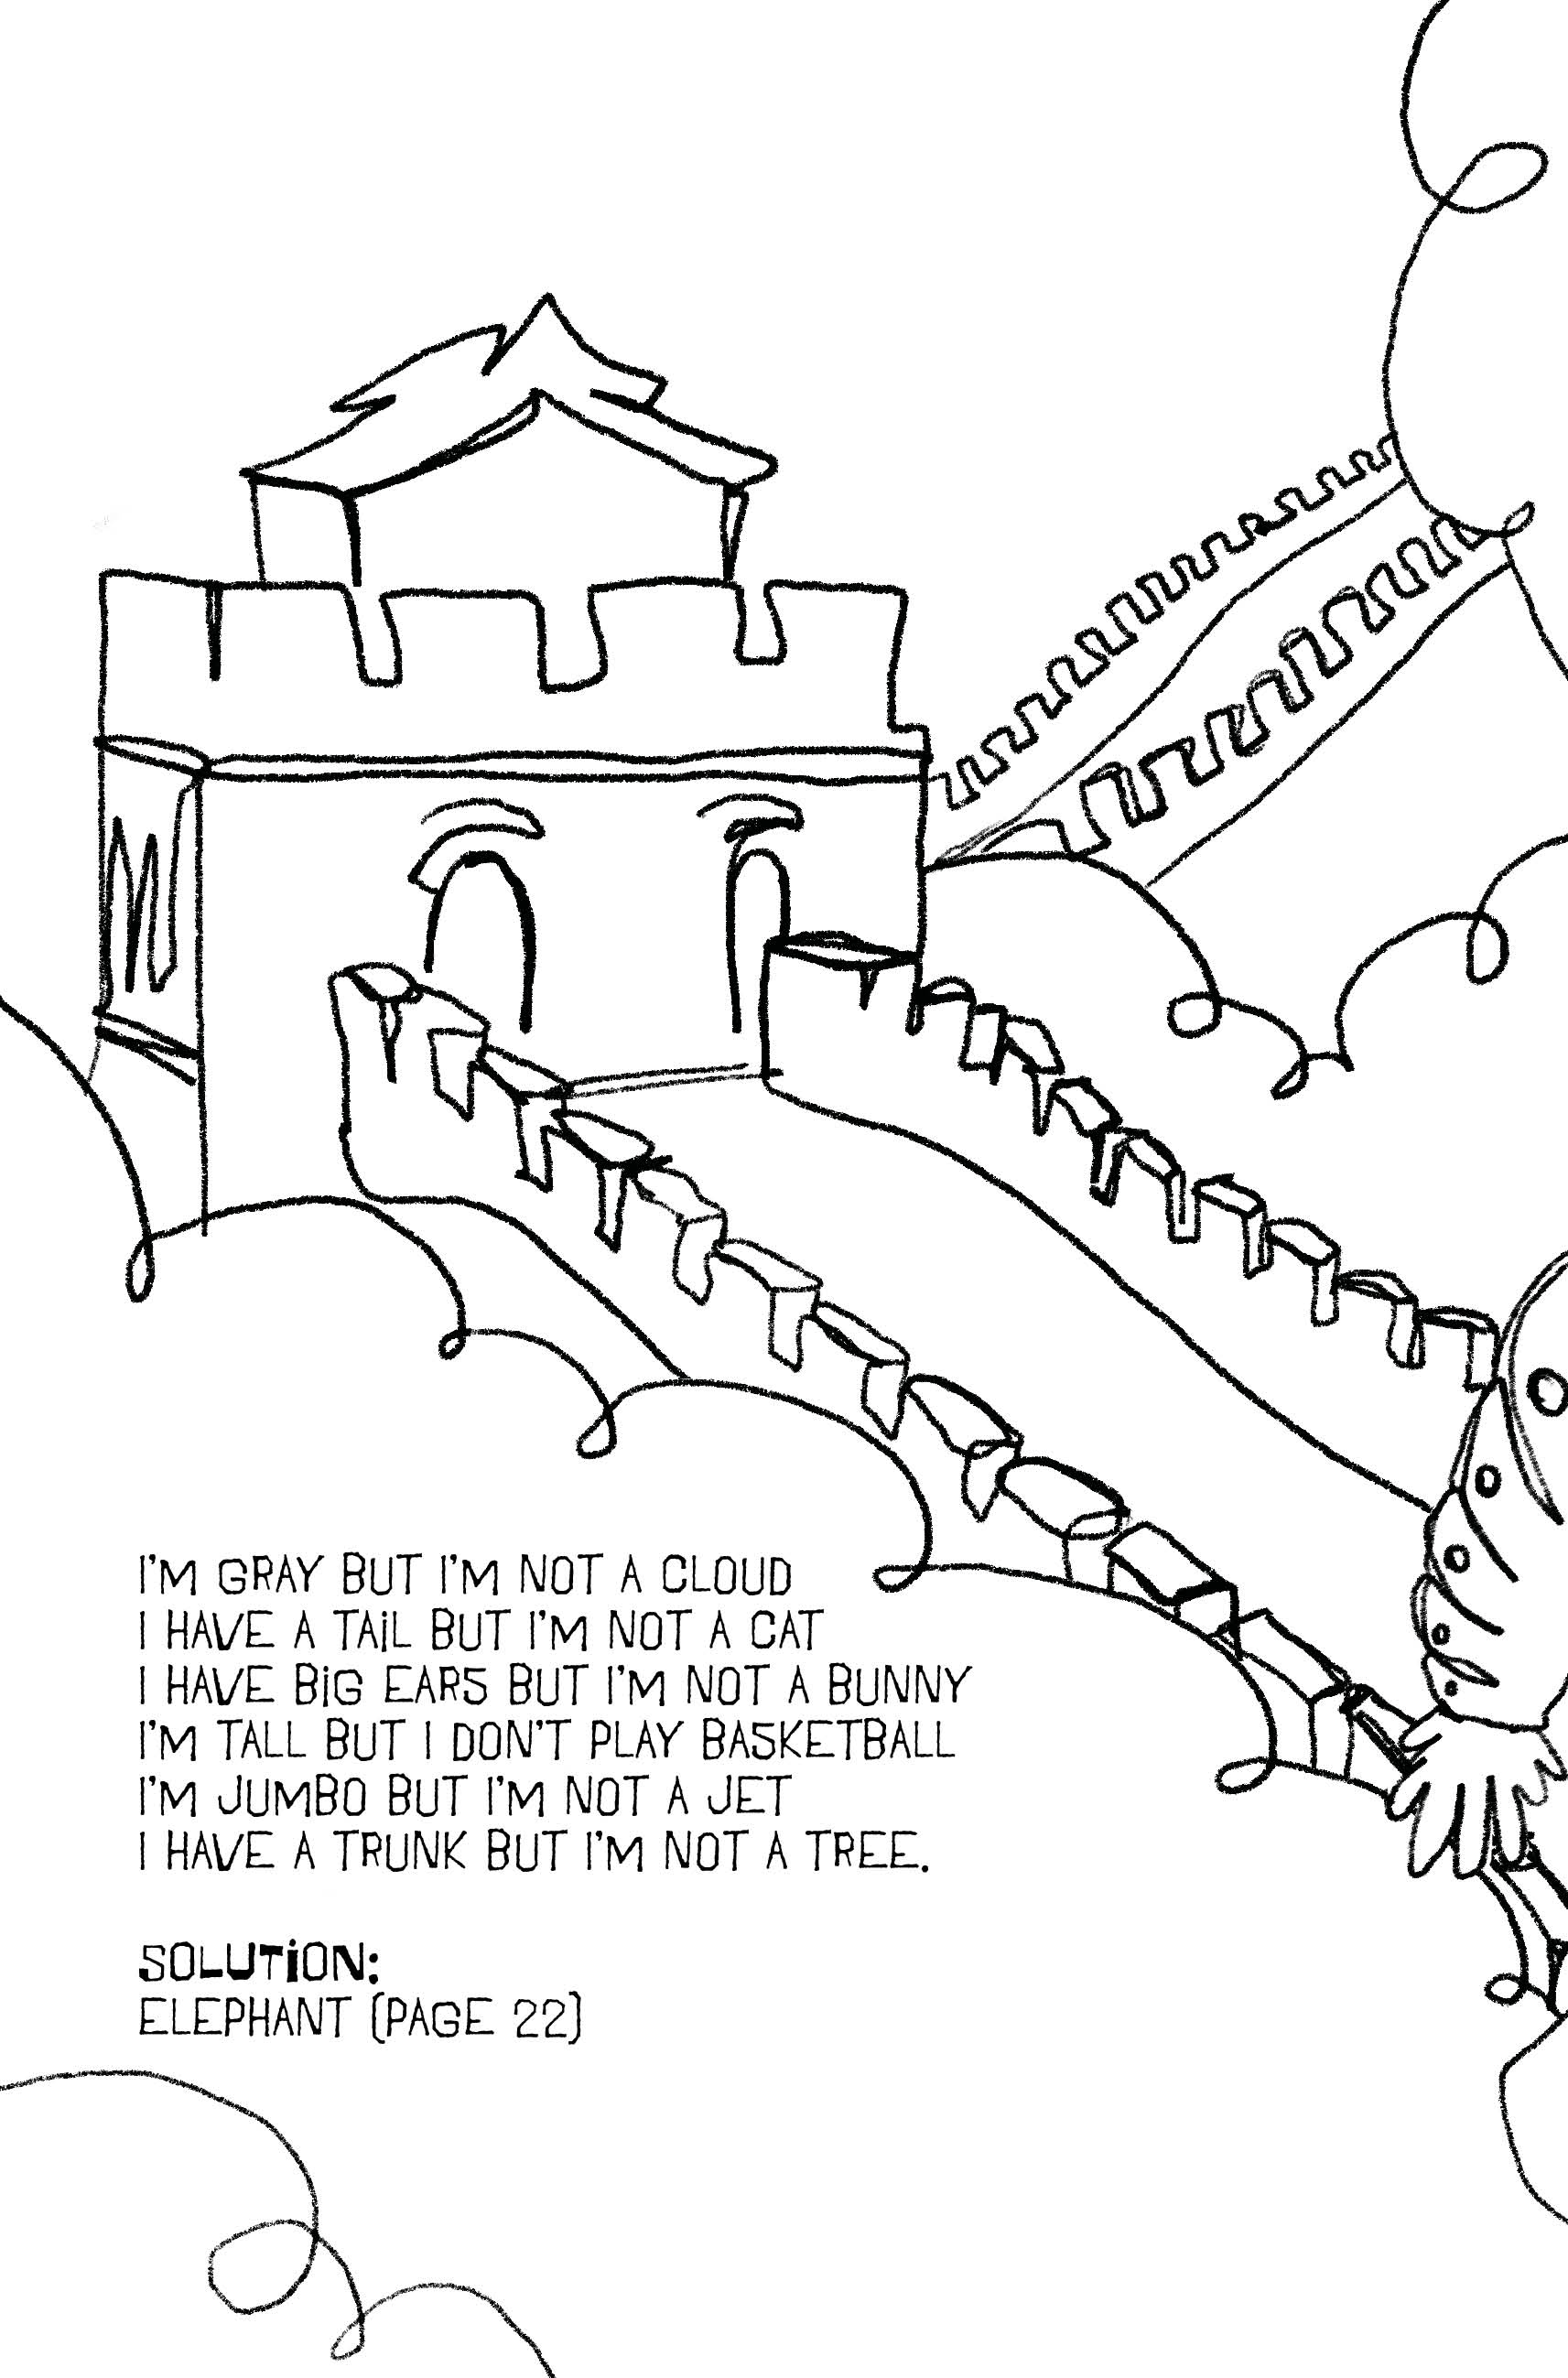 I'M GRAY BUT I'M NOT A CLOUD
I HAVE A TAiL BUT I'M NOT A CAT
I HAVE BiG EARS BUT I'M NOT A BUNNY
I'M TALL BUT I DON'T PLAY BASKETBALL
I'M JUMBO BUT I'M NOT A JET
I HAVE A TRUNK BUT I'M NOT A TREE.
SOLUTiON:
ELEPHANT (PAGE 22)